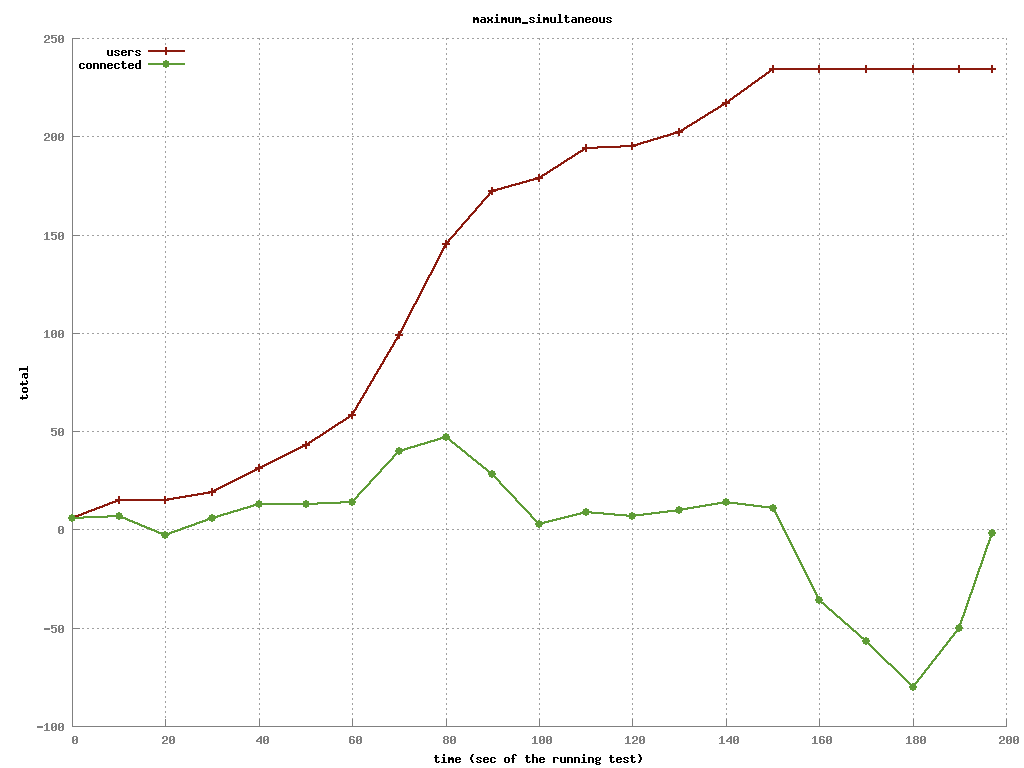 maximum_simultaneous
users
connected
250
200
150
100
50
0
-50
-100
total
0 20 40 60 80 100 120 140 160 180 200
time (sec of the running test)